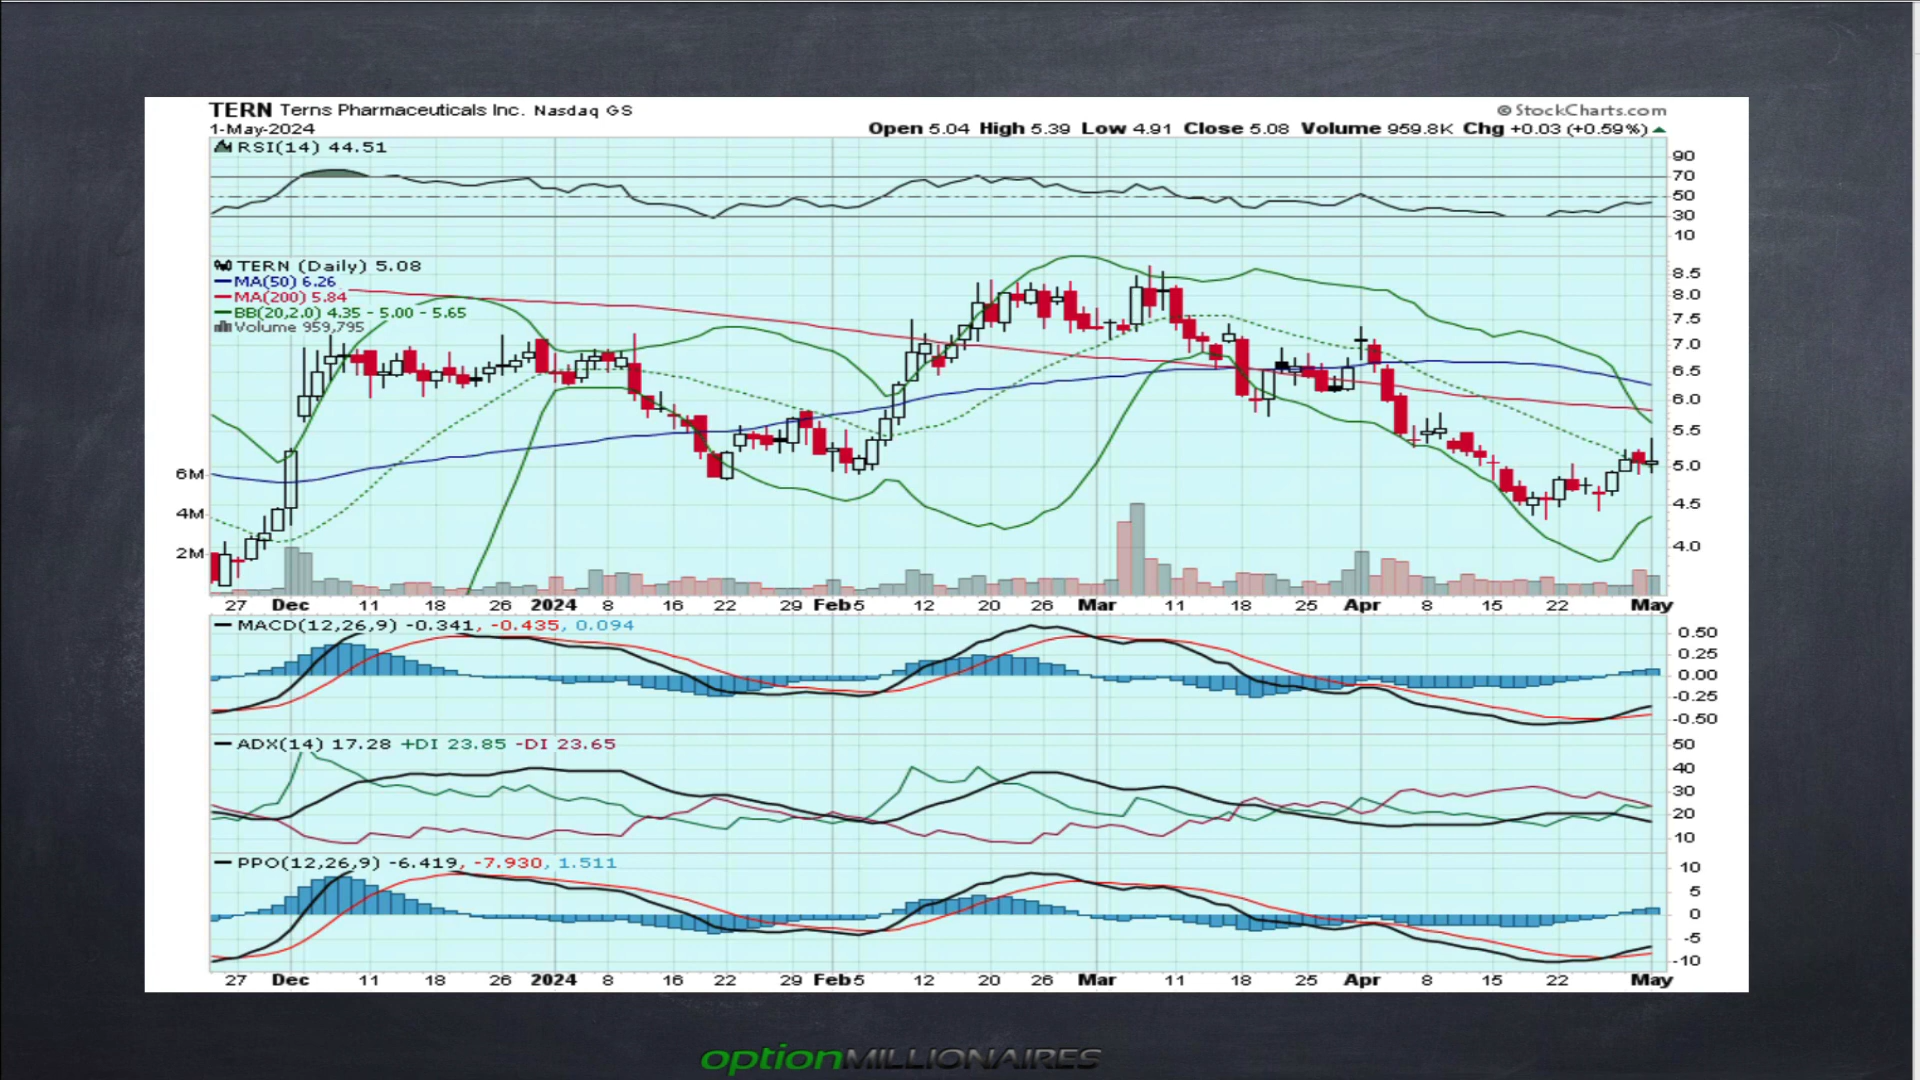 TERN Terns Pharmaceuticals Inc. Nasdaq GS
© StockCharts.com
1-May-2024
Open 5.04 High 5.39 Low 4.91 Close 5.08 Volume 959.8K Chg +0.03 (+0.59%)
RSI(14) 44.51
90
70
50
30
10
TERN (Daily) 5.08
MA(50) 6.26
MA(200) 5.84
BB(20,2.0) 4.35 - 5.00 - 5.65
Volume 959,795
8.5
8.0
7.5
7.0
6.5
6.0
5.5
5.0
4.5
4.0
6M
4M
2M
27 Dec 11 18 26 2024 8 16 22 29 Feb 5 12 20 26 Mar 11 18 25 Apr 8 15 22 May
MACD(12,26,9) -0.341, -0.435, 0.094
0.50
0.25
0.00
-0.25
-0.50
ADX(14) 17.28 +DI 23.85 -DI 23.65
50
40
30
20
10
PPO(12,26,9) -6.419, -7.930, 1.511
10
5
0
-5
-10
27 Dec 11 18 26 2024 8 16 22 29 Feb 5 12 20 26 Mar 11 18 25 Apr 8 15 22 May
optionMILLIONAIRES